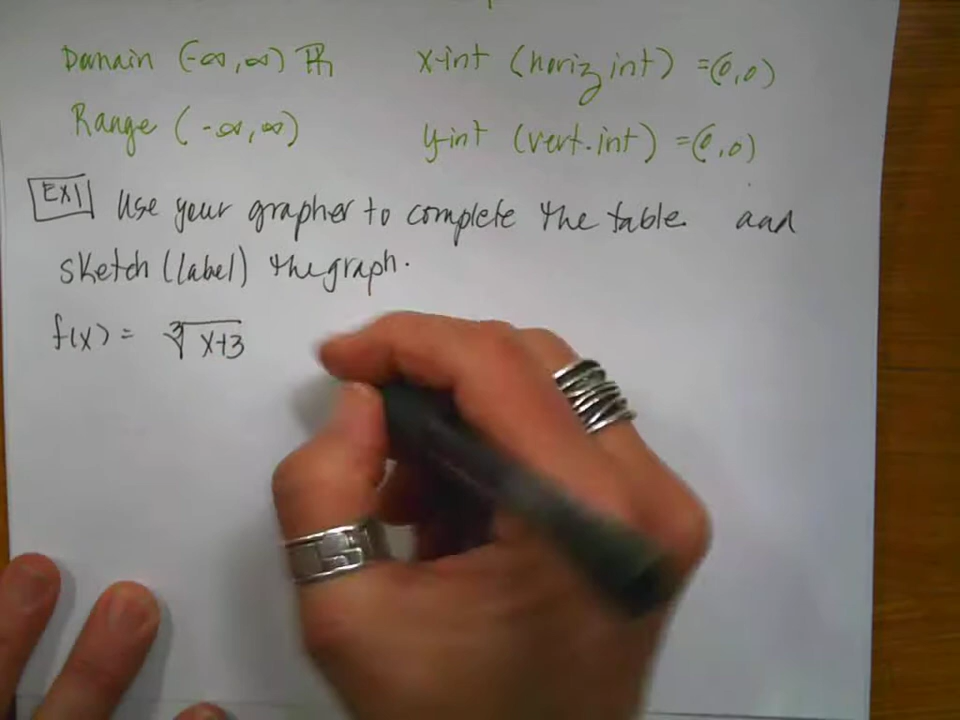 Domain (-∞,∞) ℝ x-int (horiz int) =(0,0)
Range (-∞,∞) y-int (vert. int) =(0,0)
EX1 Use your grapher to complete the table and
sketch (label) the graph.
f(x) = ∛x+3